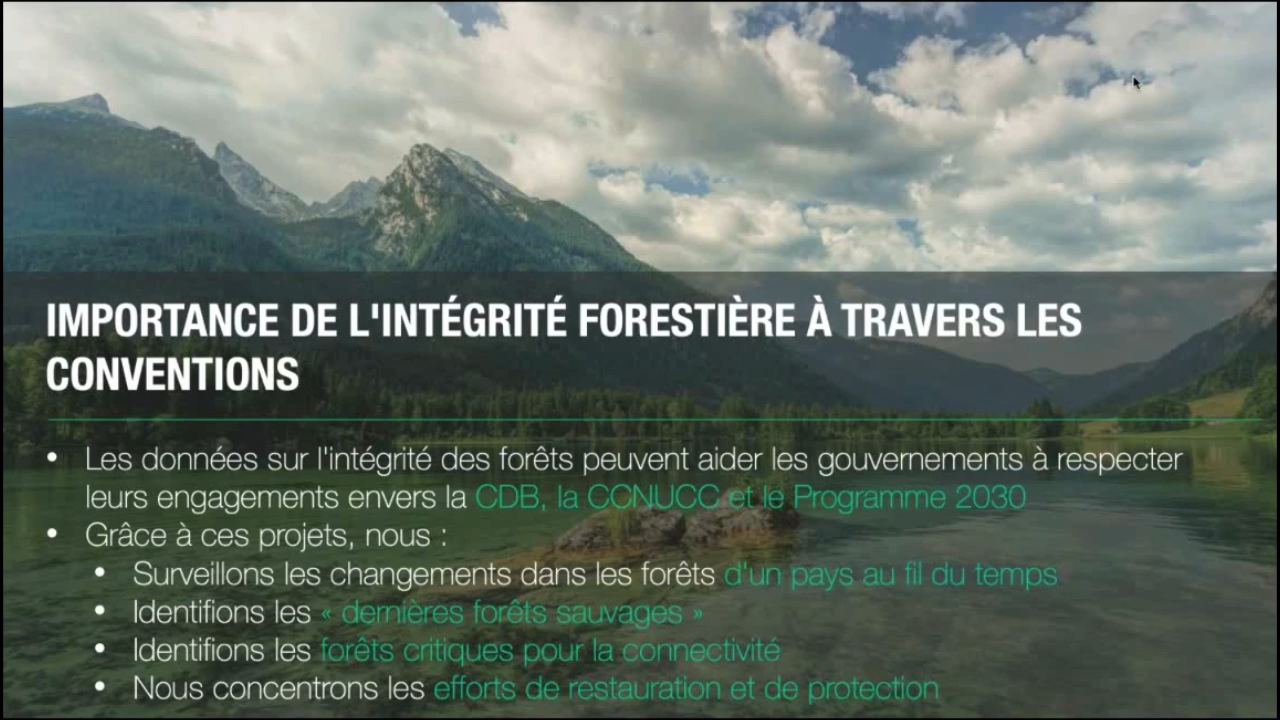 IMPORTANCE DE L'INTÉGRITÉ FORESTIÈRE À TRAVERS LES
CONVENTIONS
• Les données sur l'intégrité des forêts peuvent aider les gouvernements à respecter
leurs engagements envers la CDB, la CCNUCC et le Programme 2030
• Grâce à ces projets, nous :
• Surveillons les changements dans les forêts d'un pays au fil du temps
• Identifions les « dernières forêts sauvages »
• Identifions les forêts critiques pour la connectivité
• Nous concentrons les efforts de restauration et de protection